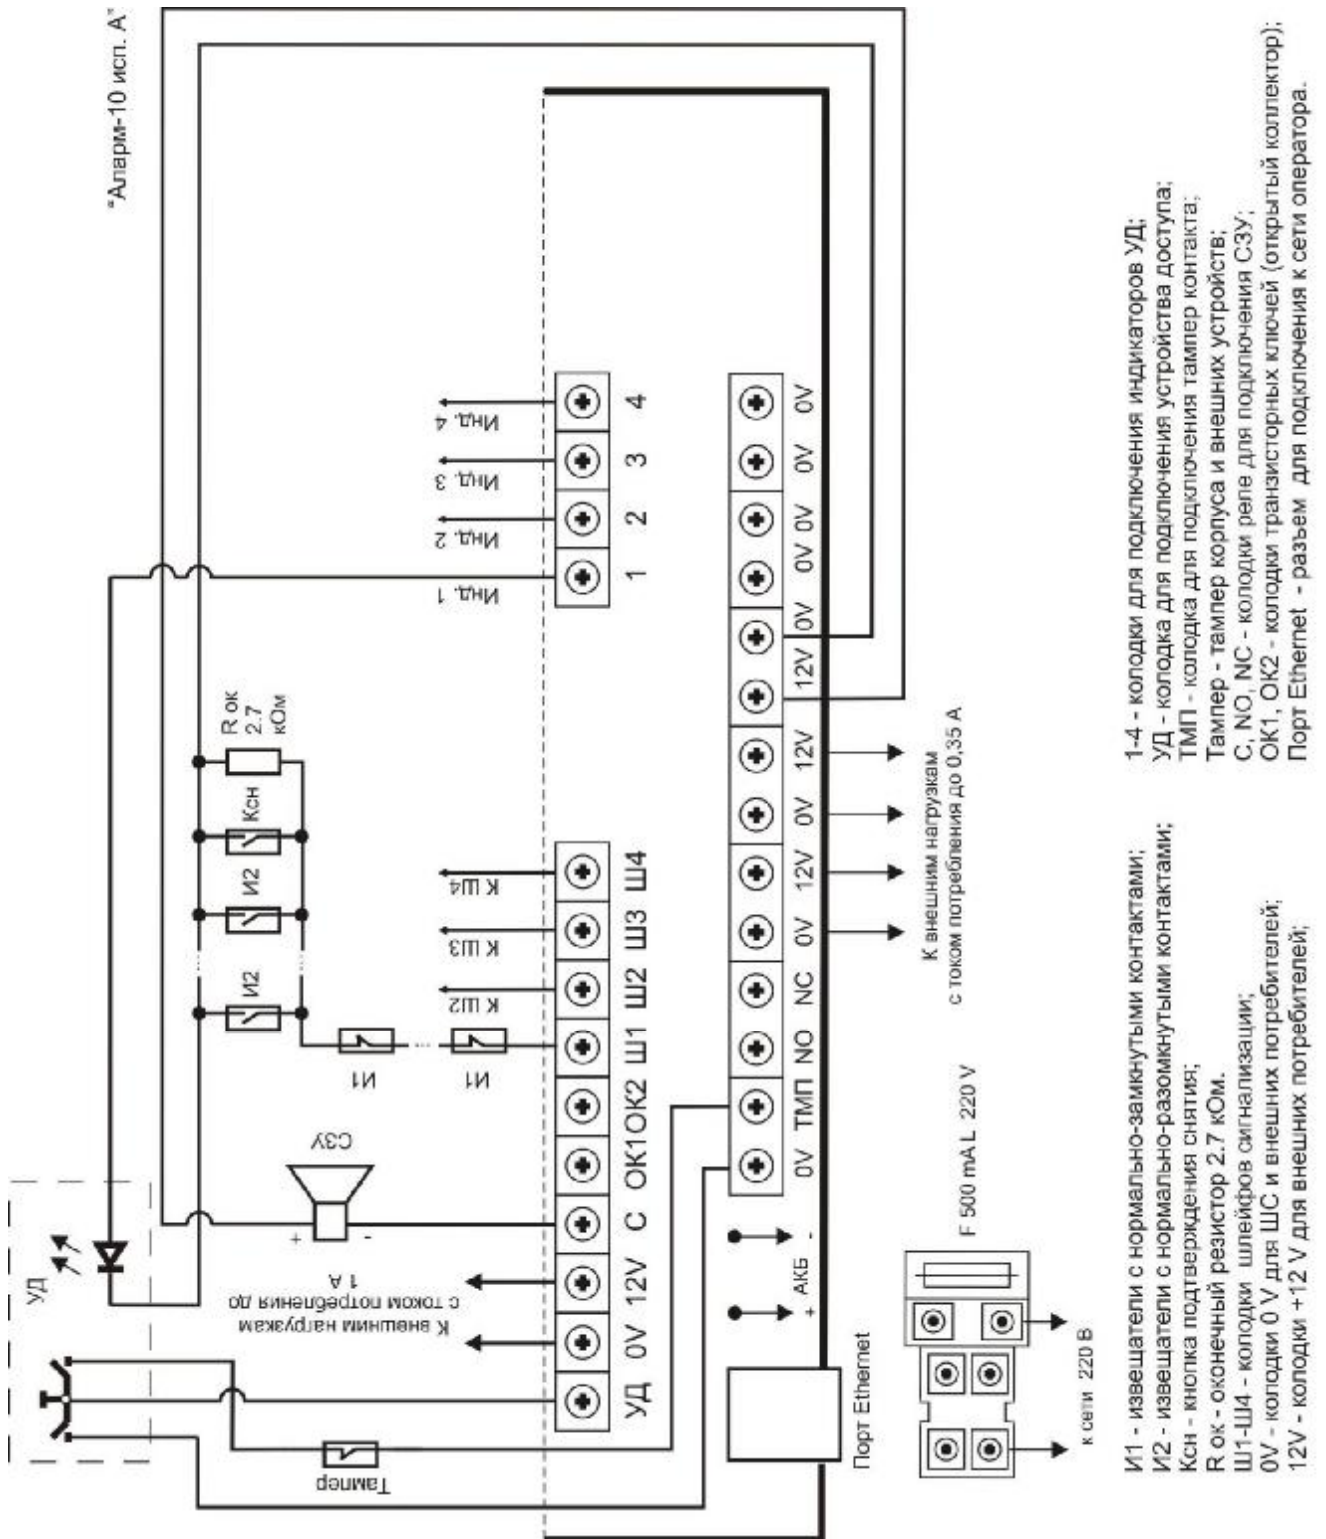 "Аларм-10 исп. А"
УД
R ок
2.7
кОм
Ксн
И2
И2
И1
И1
СЗУ
+
-
К внешним нагрузкам
с током потребления до
1 А
Тампер
К Ш2
К Ш3
К Ш4
Инд. 1
Инд. 2
Инд. 3
Инд. 4
УД 0V 12V С ОК1 ОК2 Ш1 Ш2 Ш3 Ш4
1 2 3 4
0V ТМП NO NC 0V 12V 0V 12V 12V 0V 0V 0V 0V 0V
+ АКБ -
Порт Ethernet
К внешним нагрузкам
с током потребления до 0,35 А
F 500 mA L 220 V
к сети 220 В
И1 - извещатели с нормально-замкнутыми контактами;
И2 - извещатели с нормально-разомкнутыми контактами;
Ксн - кнопка подтверждения снятия;
R ок - оконечный резистор 2.7 кОм.
Ш1-Ш4 - колодки шлейфов сигнализации;
0V - колодки 0 V для ШС и внешних потребителей;
12V - колодки +12 V для внешних потребителей;
1-4 - колодки для подключения индикаторов УД;
УД - колодка для подключения устройства доступа;
ТМП - колодка для подключения тампер контакта;
Тампер - тампер корпуса и внешних устройств;
С, NO, NC - колодки реле для подключения СЗУ;
ОК1, ОК2 - колодки транзисторных ключей (открытый коллектор);
Порт Ethernet - разъем для подключения к сети оператора.